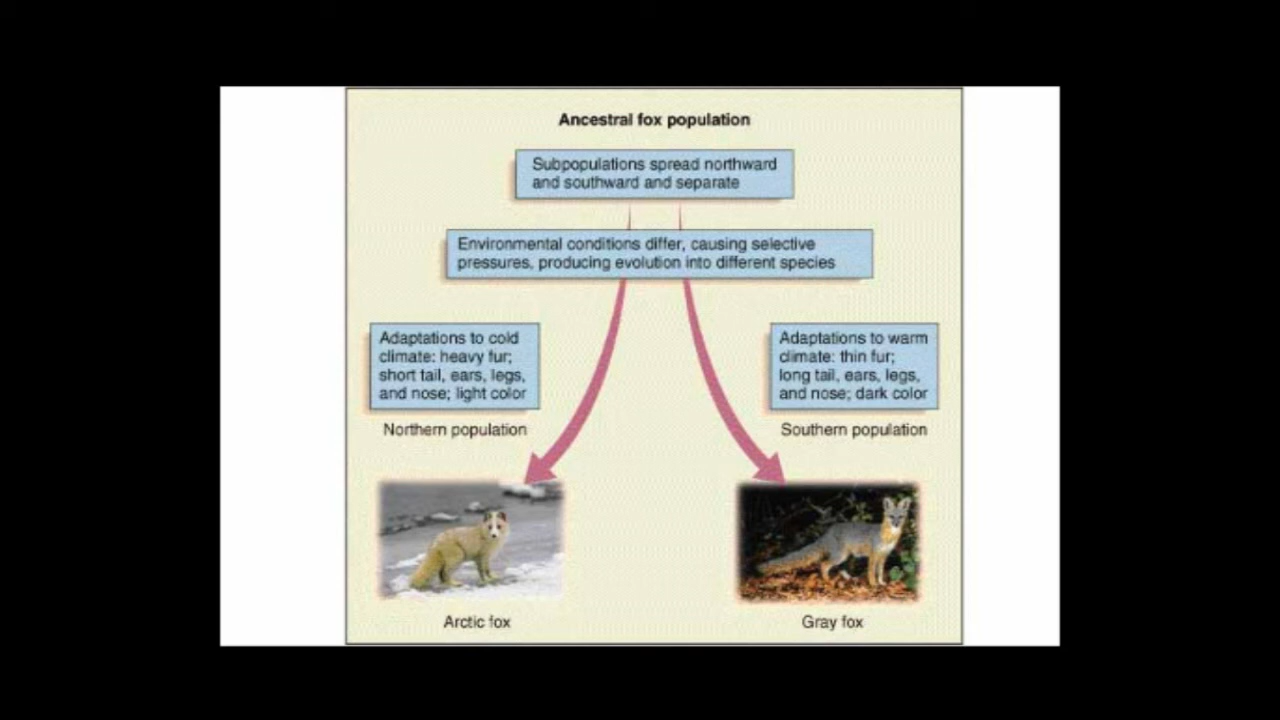 Ancestral fox population
Subpopulations spread northward
and southward and separate
Environmental conditions differ, causing selective
pressures, producing evolution into different species
Adaptations to cold
climate: heavy fur;
short tail, ears, legs,
and nose; light color
Northern population
Adaptations to warm
climate: thin fur;
long tail, ears, legs,
and nose; dark color
Southern population
Arctic fox
Gray fox